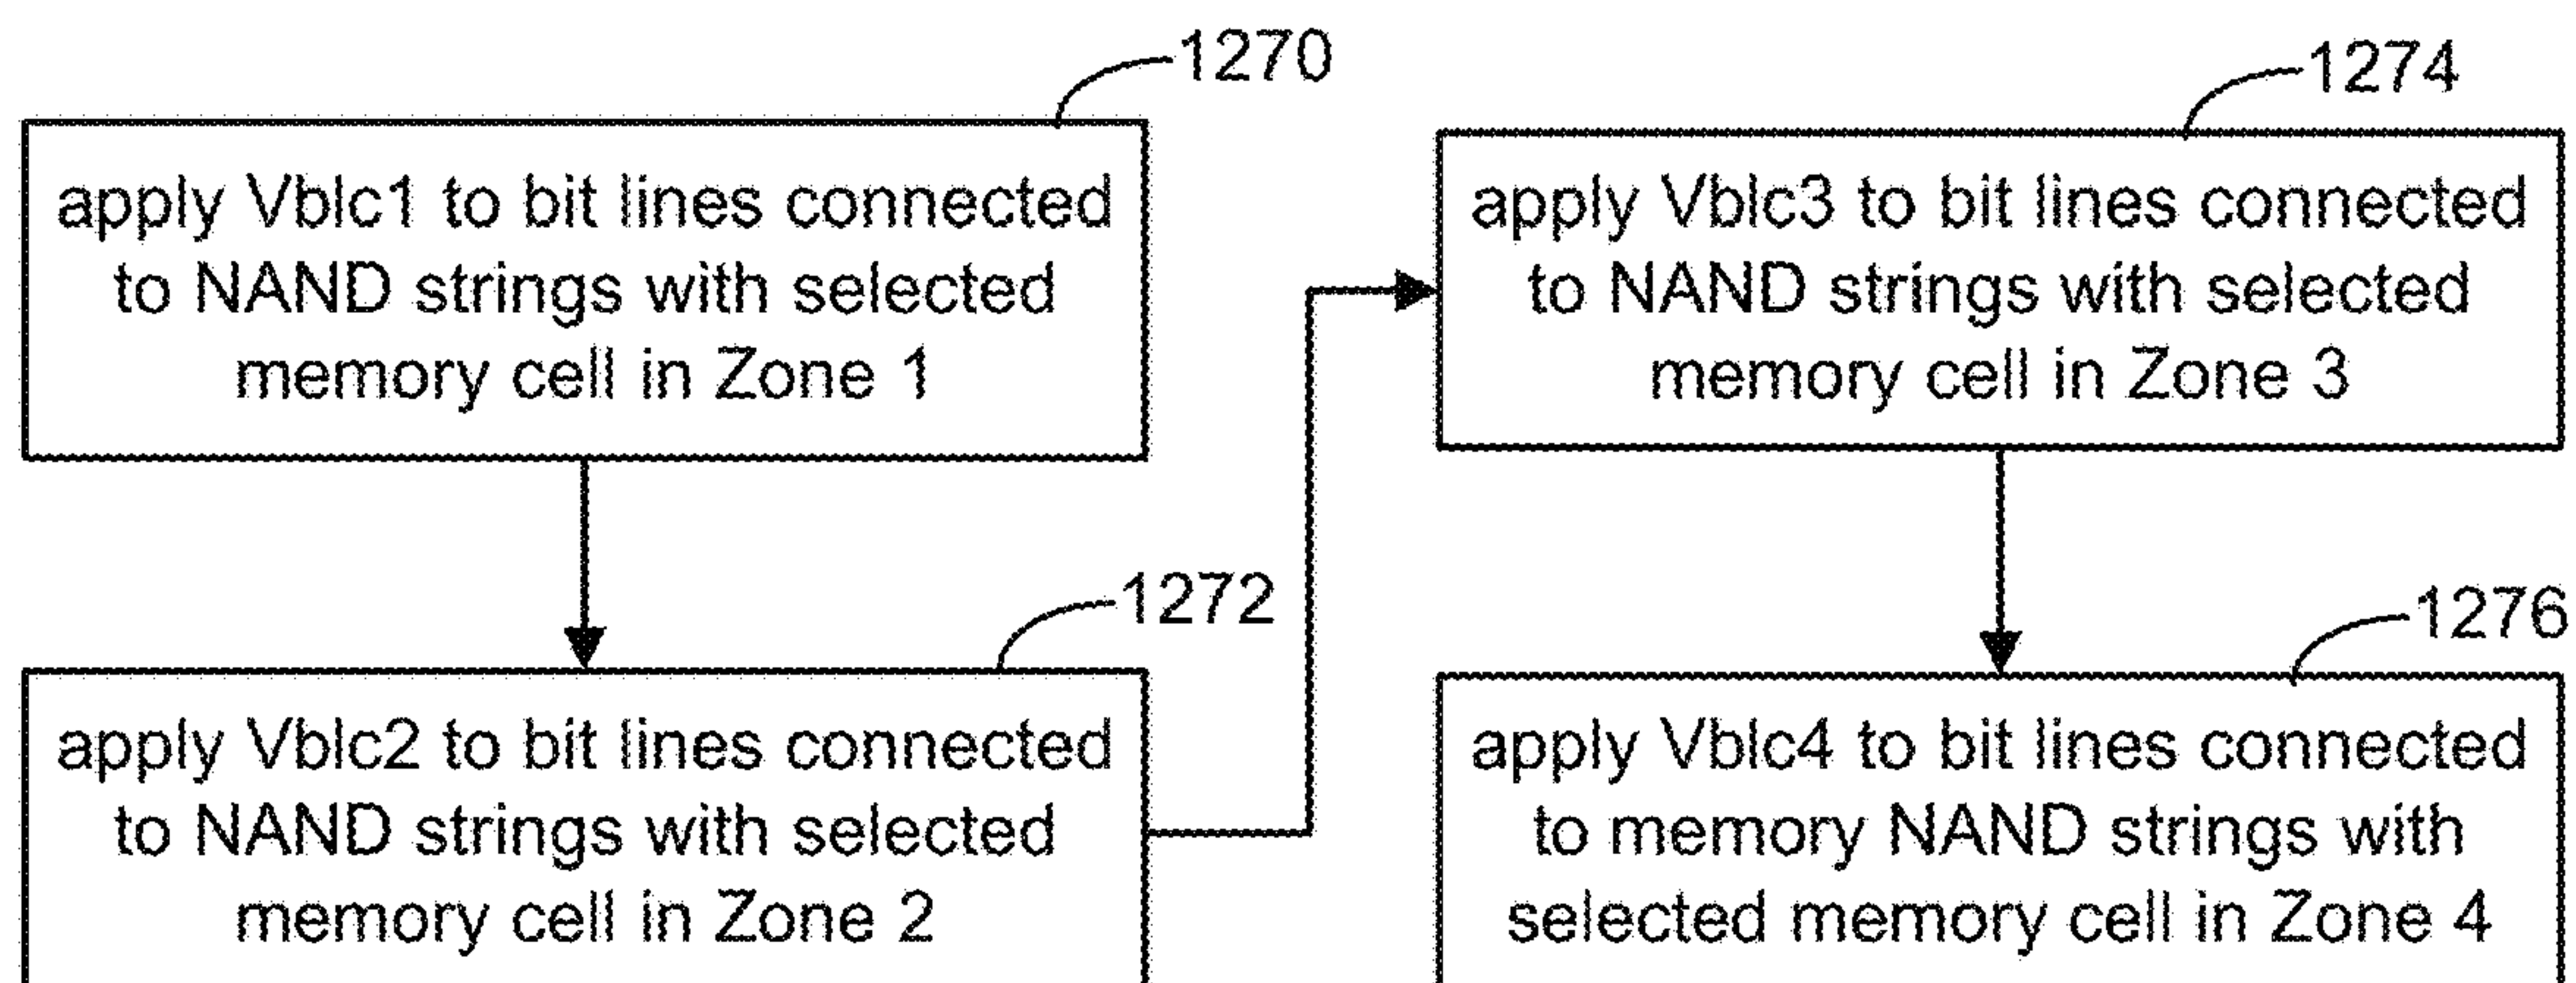 1270
apply Vblc1 to bit lines connected
to NAND strings with selected
memory cell in Zone 1
1272
apply Vblc2 to bit lines connected
to NAND strings with selected
memory cell in Zone 2
1274
apply Vblc3 to bit lines connected
to NAND strings with selected
memory cell in Zone 3
1276
apply Vblc4 to bit lines connected
to memory NAND strings with
selected memory cell in Zone 4